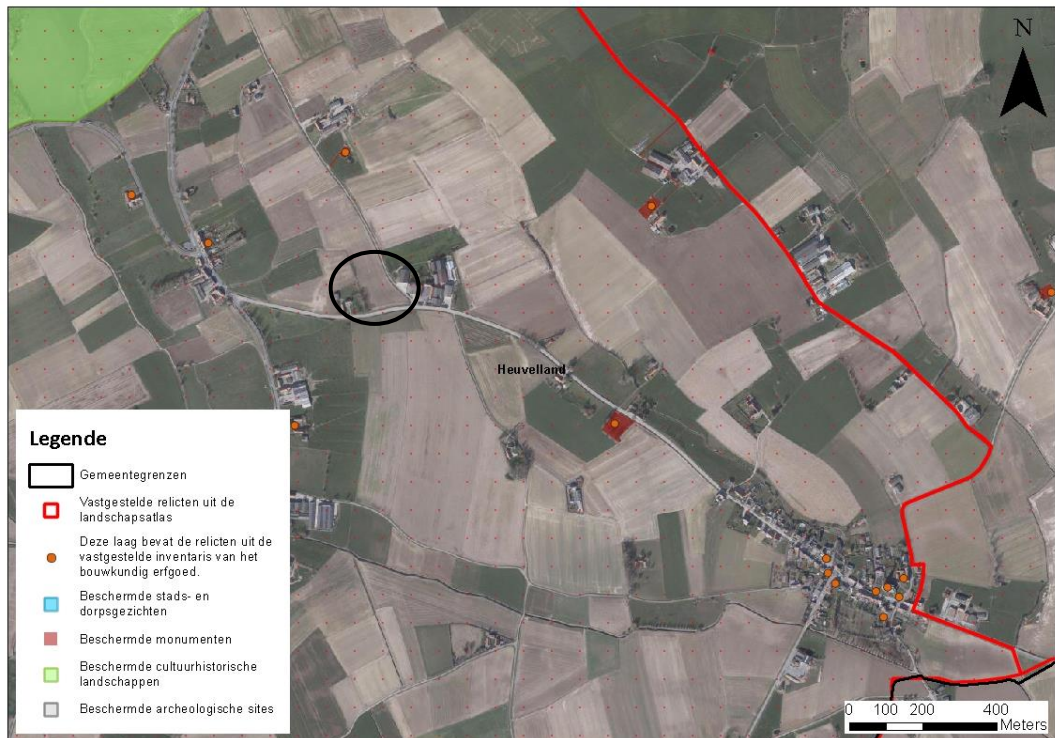 N
Heuvelland
Legende
Gemeentegrenzen
Vastgestelde relicten uit de
landschapsatlas
Deze laag bevat de relicten uit de
vastgestelde inventaris van het
bouwkundig erfgoed.
Beschermde stads- en
dorpsgezichten
Beschermde monumenten
Beschermde cultuurhistorische
landschappen
Beschermde archeologische sites
0 100 200 400
Meters